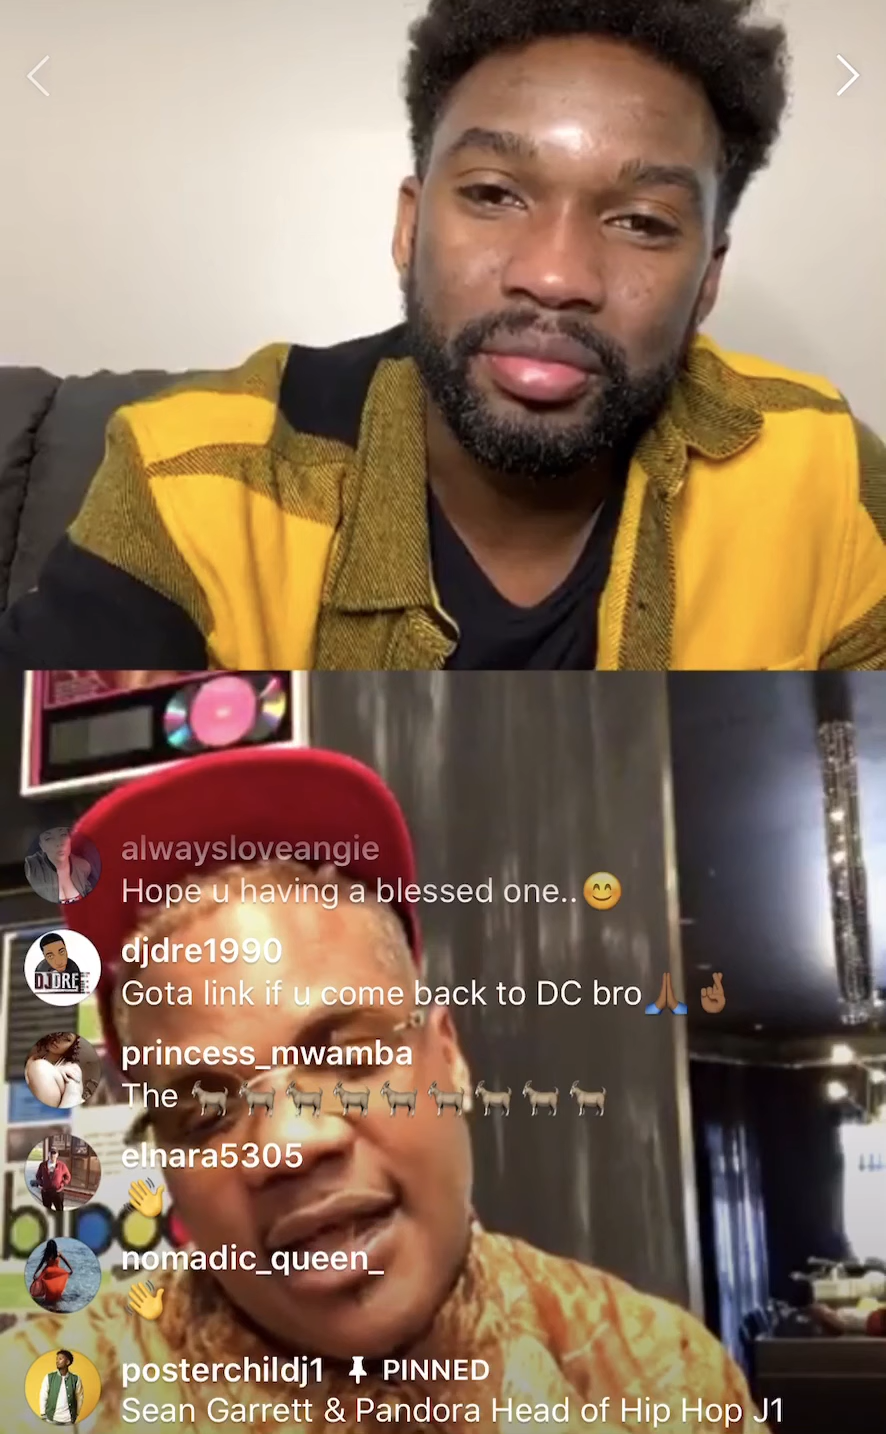 alwaysloveangie
Hope u having a blessed one..😊
djdre1990
Gota link if u come back to DC bro🙏🏾🤞🏾
princess_mwamba
The 🐐🐐🐐🐐🐐🐐🐐🐐🐐
elnara5305
👋
nomadic_queen_
👋
posterchildj1 📌 PINNED
Sean Garrett & Pandora Head of Hip Hop J1
DJDRE